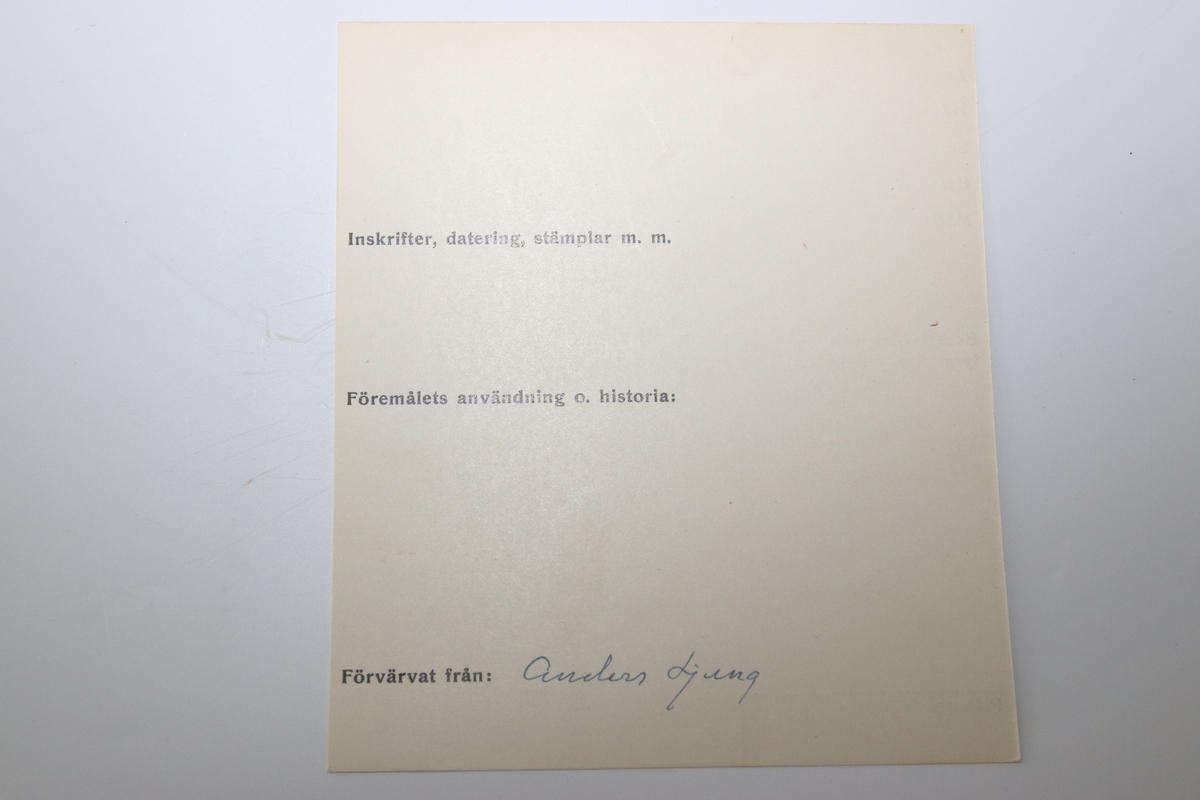 Inskrifter, datering, stämplar m. m.
Föremålets användning o. historia:
Förvärvat från: Anders Ljung